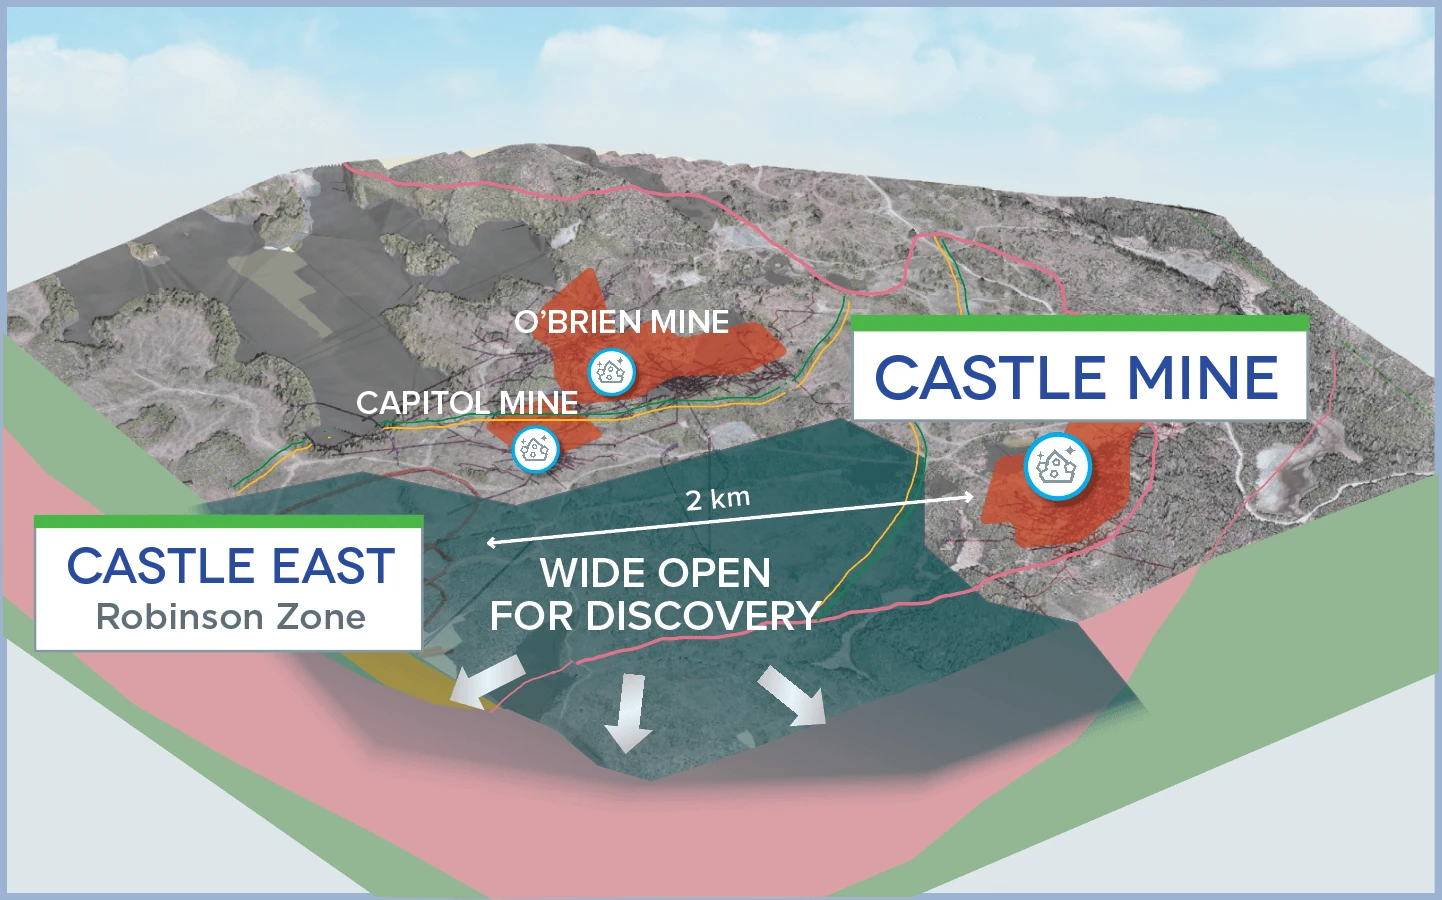 O'BRIEN MINE
CAPITOL MINE
CASTLE MINE
2 km
CASTLE EAST
Robinson Zone
WIDE OPEN
FOR DISCOVERY